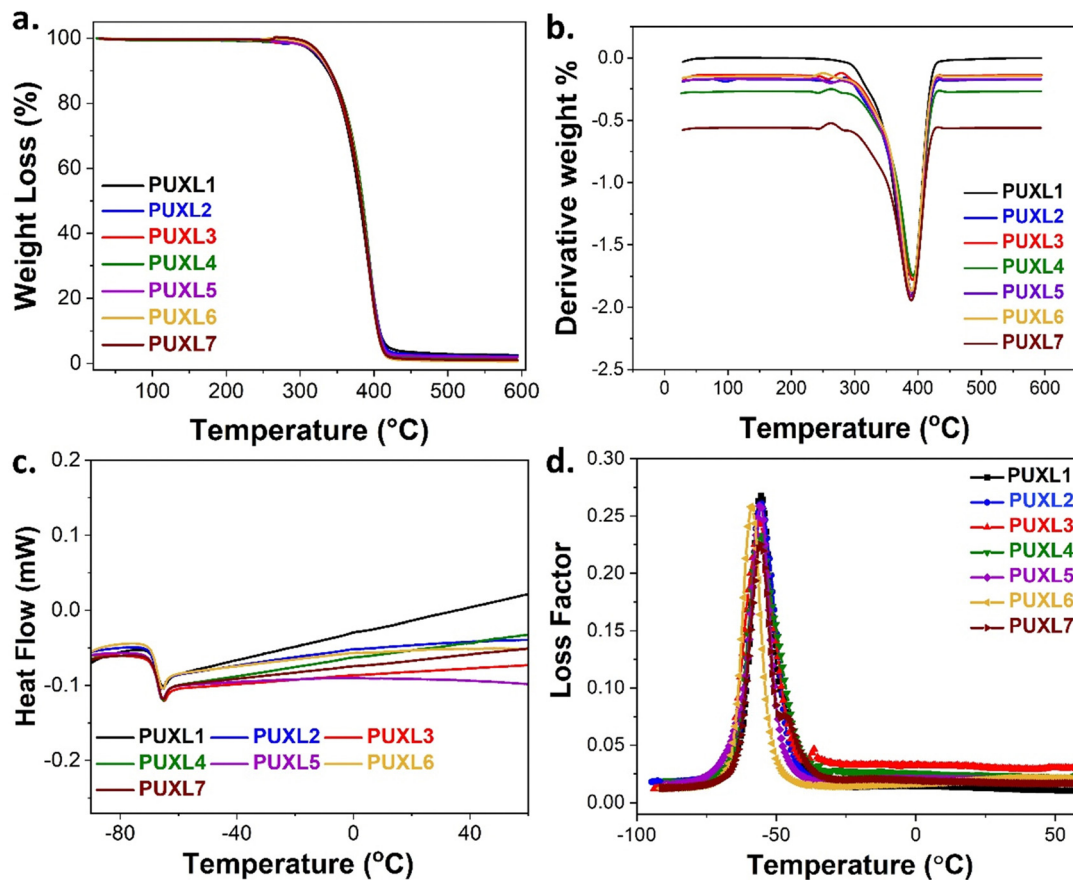 a.
Weight Loss (%)
100
80
60
40
20
0
PUXL1
PUXL2
PUXL3
PUXL4
PUXL5
PUXL6
PUXL7
100 200 300 400 500 600
Temperature (°C)
b.
Derivative weight %
0.0
-0.5
-1.0
-1.5
-2.0
-2.5
PUXL1
PUXL2
PUXL3
PUXL4
PUXL5
PUXL6
PUXL7
0 100 200 300 400 500 600
Temperature (°C)
c.
Heat Flow (mW)
0.2
0.1
0.0
-0.1
-0.2
PUXL1 PUXL2 PUXL3
PUXL4 PUXL5 PUXL6
PUXL7
-80 -40 0 40
Temperature (°C)
d.
Loss Factor
0.30
0.25
0.20
0.15
0.10
0.05
0.00
PUXL1
PUXL2
PUXL3
PUXL4
PUXL5
PUXL6
PUXL7
-100 -50 0 50
Temperature (°C)